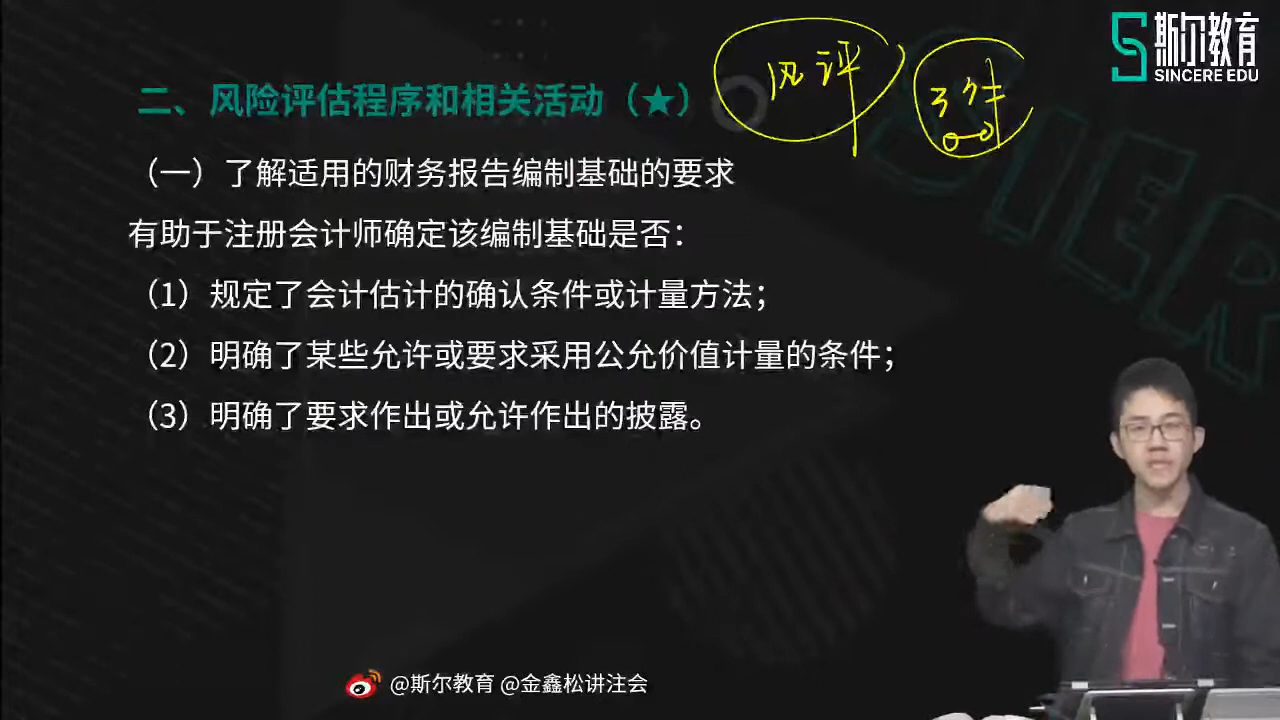 斯尔教育
SINCERE EDU
风评
3件
二、风险评估程序和相关活动（★）
（一）了解适用的财务报告编制基础的要求
有助于注册会计师确定该编制基础是否：
（1）规定了会计估计的确认条件或计量方法；
（2）明确了某些允许或要求采用公允价值计量的条件；
（3）明确了要求作出或允许作出的披露。
@斯尔教育 @金鑫松讲注会